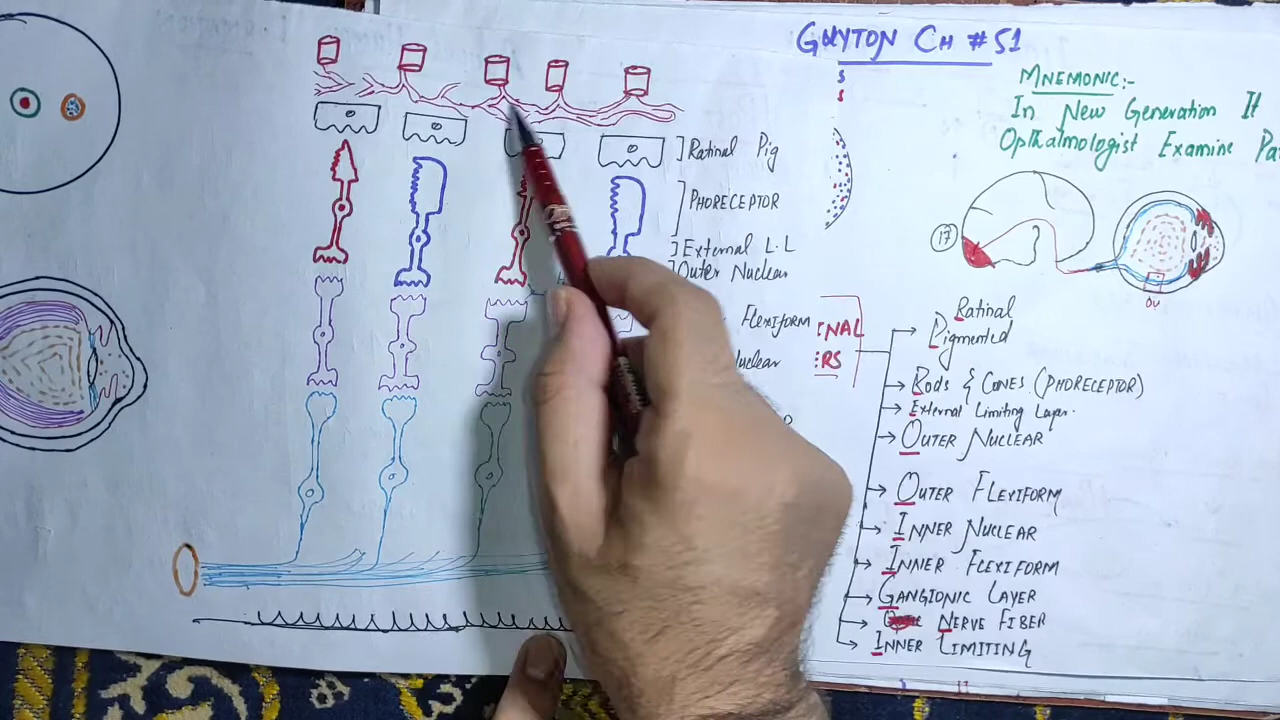 GUYTON CH # 51
MNEMONIC:-
In New Generation It
Opthalmologist Examine Pa
Ratinal Pig
PHORECEPTOR
External L.L
Outer Nuclear
FLEXIFORM
Nuclear
17
NAL
RS
Ratinal
Pigmented
Rods & CONES (PHORECEPTOR)
External Limiting Layer.
OUTER NUCLEAR
OUTER FLEXIFORM
INNER NUCLEAR
INNER FLEXIFORM
GANGIONIC LAYER
NERVE FIBER
INNER LIMITING